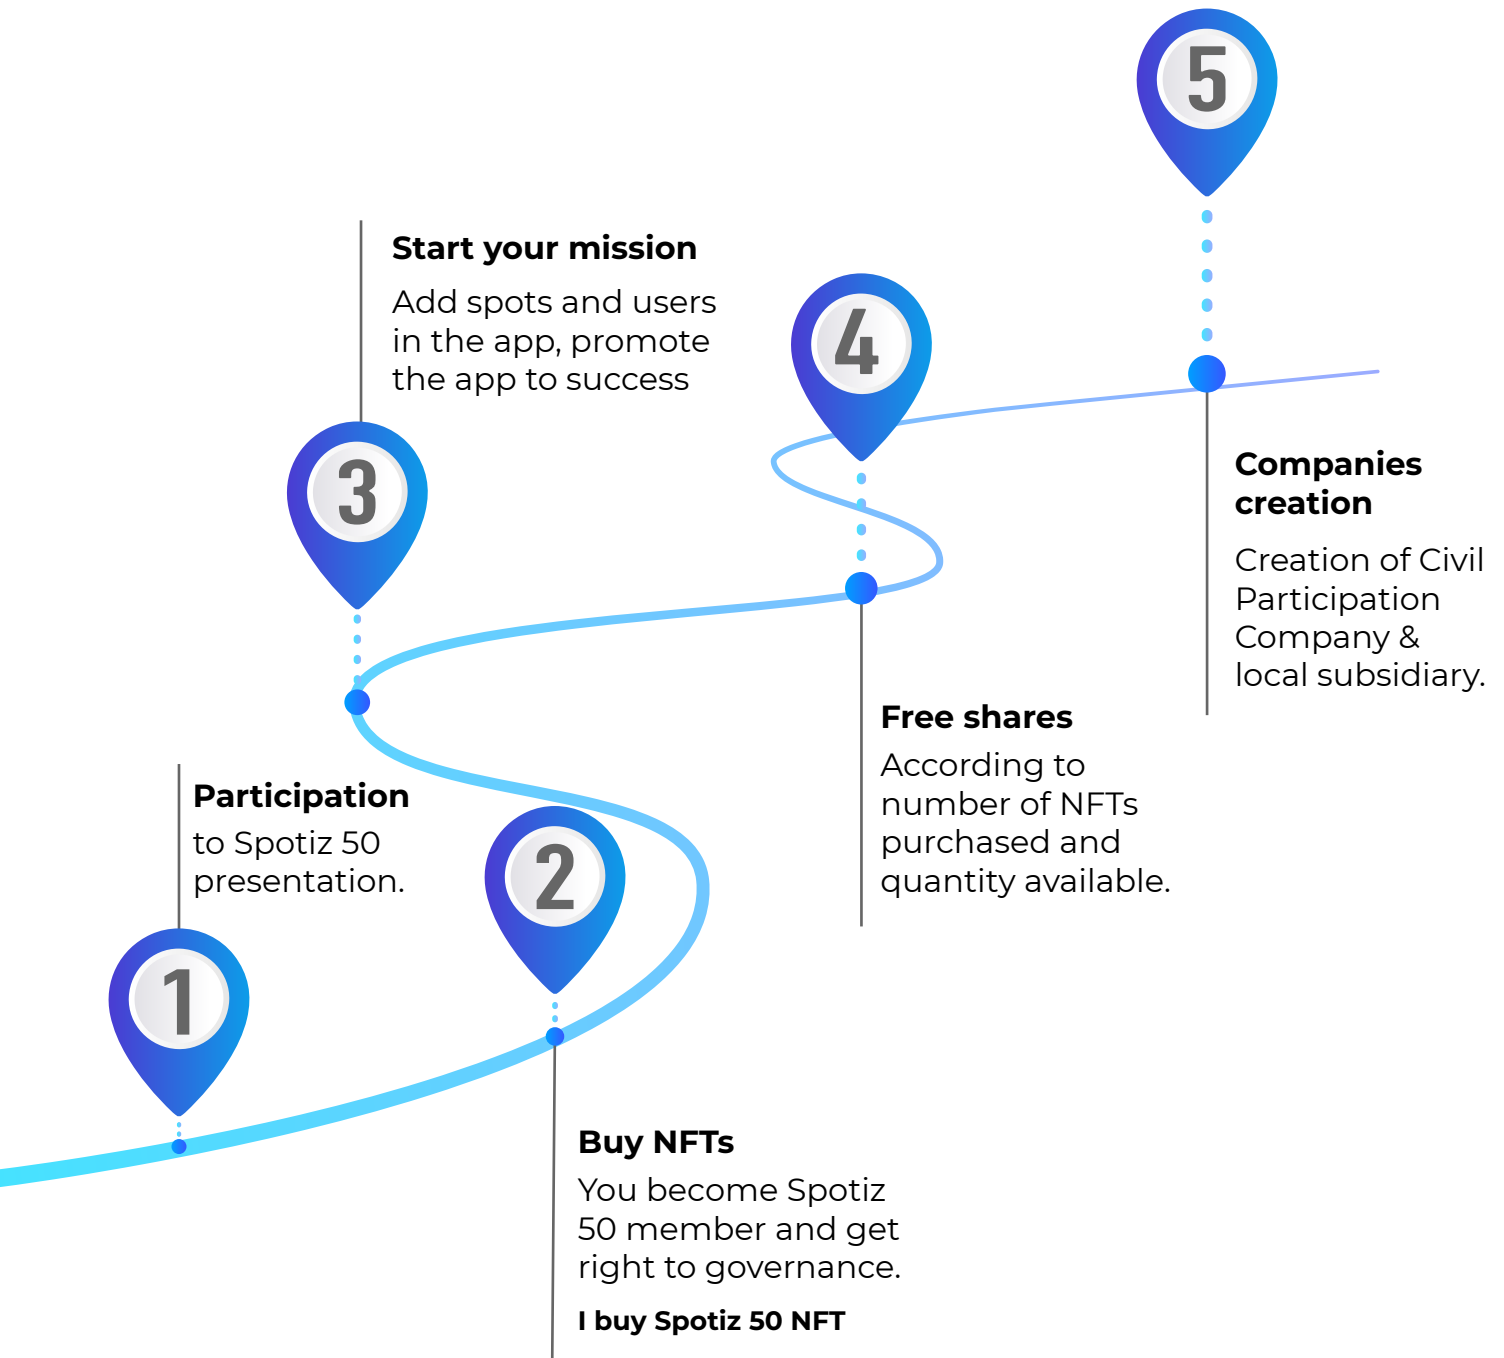 1
Participation
to Spotiz 50
presentation.
2
Buy NFTs
You become Spotiz
50 member and get
right to governance.
I buy Spotiz 50 NFT
3
Start your mission
Add spots and users
in the app, promote
the app to success
4
Free shares
According to
number of NFTs
purchased and
quantity available.
5
Companies
creation
Creation of Civil
Participation
Company &
local subsidiary.